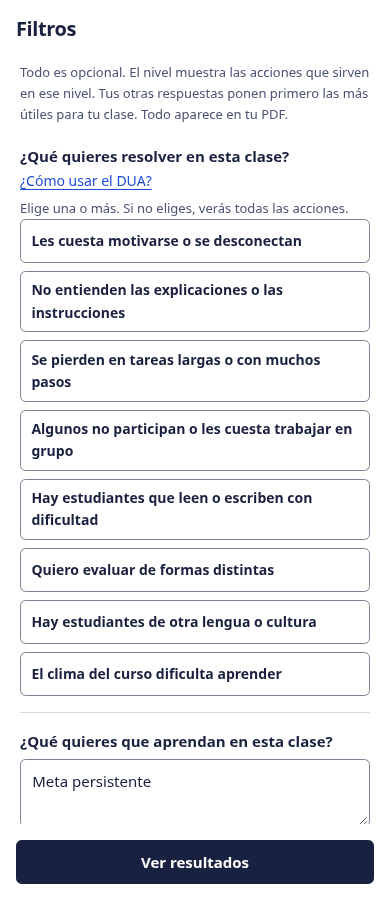 Filtros
Todo es opcional. El nivel muestra las acciones que sirven
en ese nivel. Tus otras respuestas ponen primero las más
útiles para tu clase. Todo aparece en tu PDF.
¿Qué quieres resolver en esta clase?
¿Cómo usar el DUA?
Elige una o más. Si no eliges, verás todas las acciones.
Les cuesta motivarse o se desconectan
No entienden las explicaciones o las
instrucciones
Se pierden en tareas largas o con muchos
pasos
Algunos no participan o les cuesta trabajar en
grupo
Hay estudiantes que leen o escriben con
dificultad
Quiero evaluar de formas distintas
Hay estudiantes de otra lengua o cultura
El clima del curso dificulta aprender
¿Qué quieres que aprendan en esta clase?
Meta persistente
Ver resultados